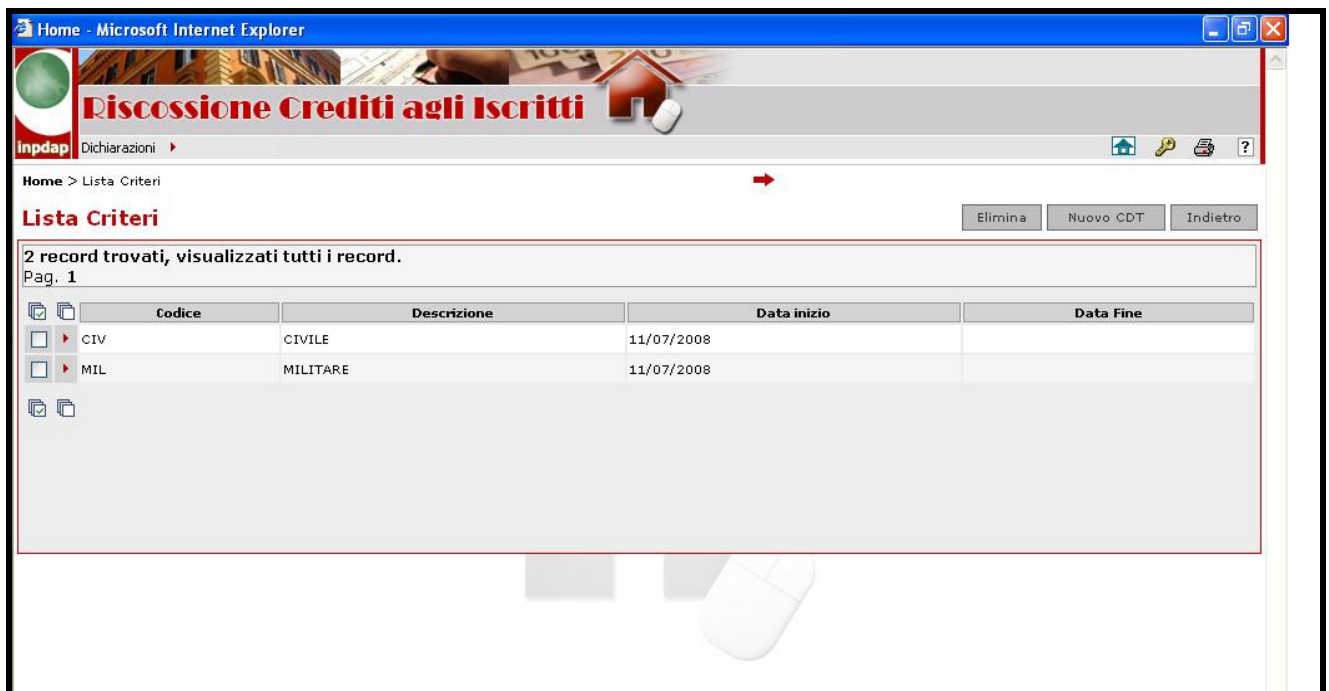 Home - Microsoft Internet Explorer
Riscossione Crediti agli Iscritti
inpdap Dichiarazioni
?
Home > Lista Criteri
Lista Criteri Elimina Nuovo CDT Indietro
2 record trovati, visualizzati tutti i record.
Pag. 1
Codice Descrizione Data inizio Data Fine
CIV CIVILE 11/07/2008
MIL MILITARE 11/07/2008